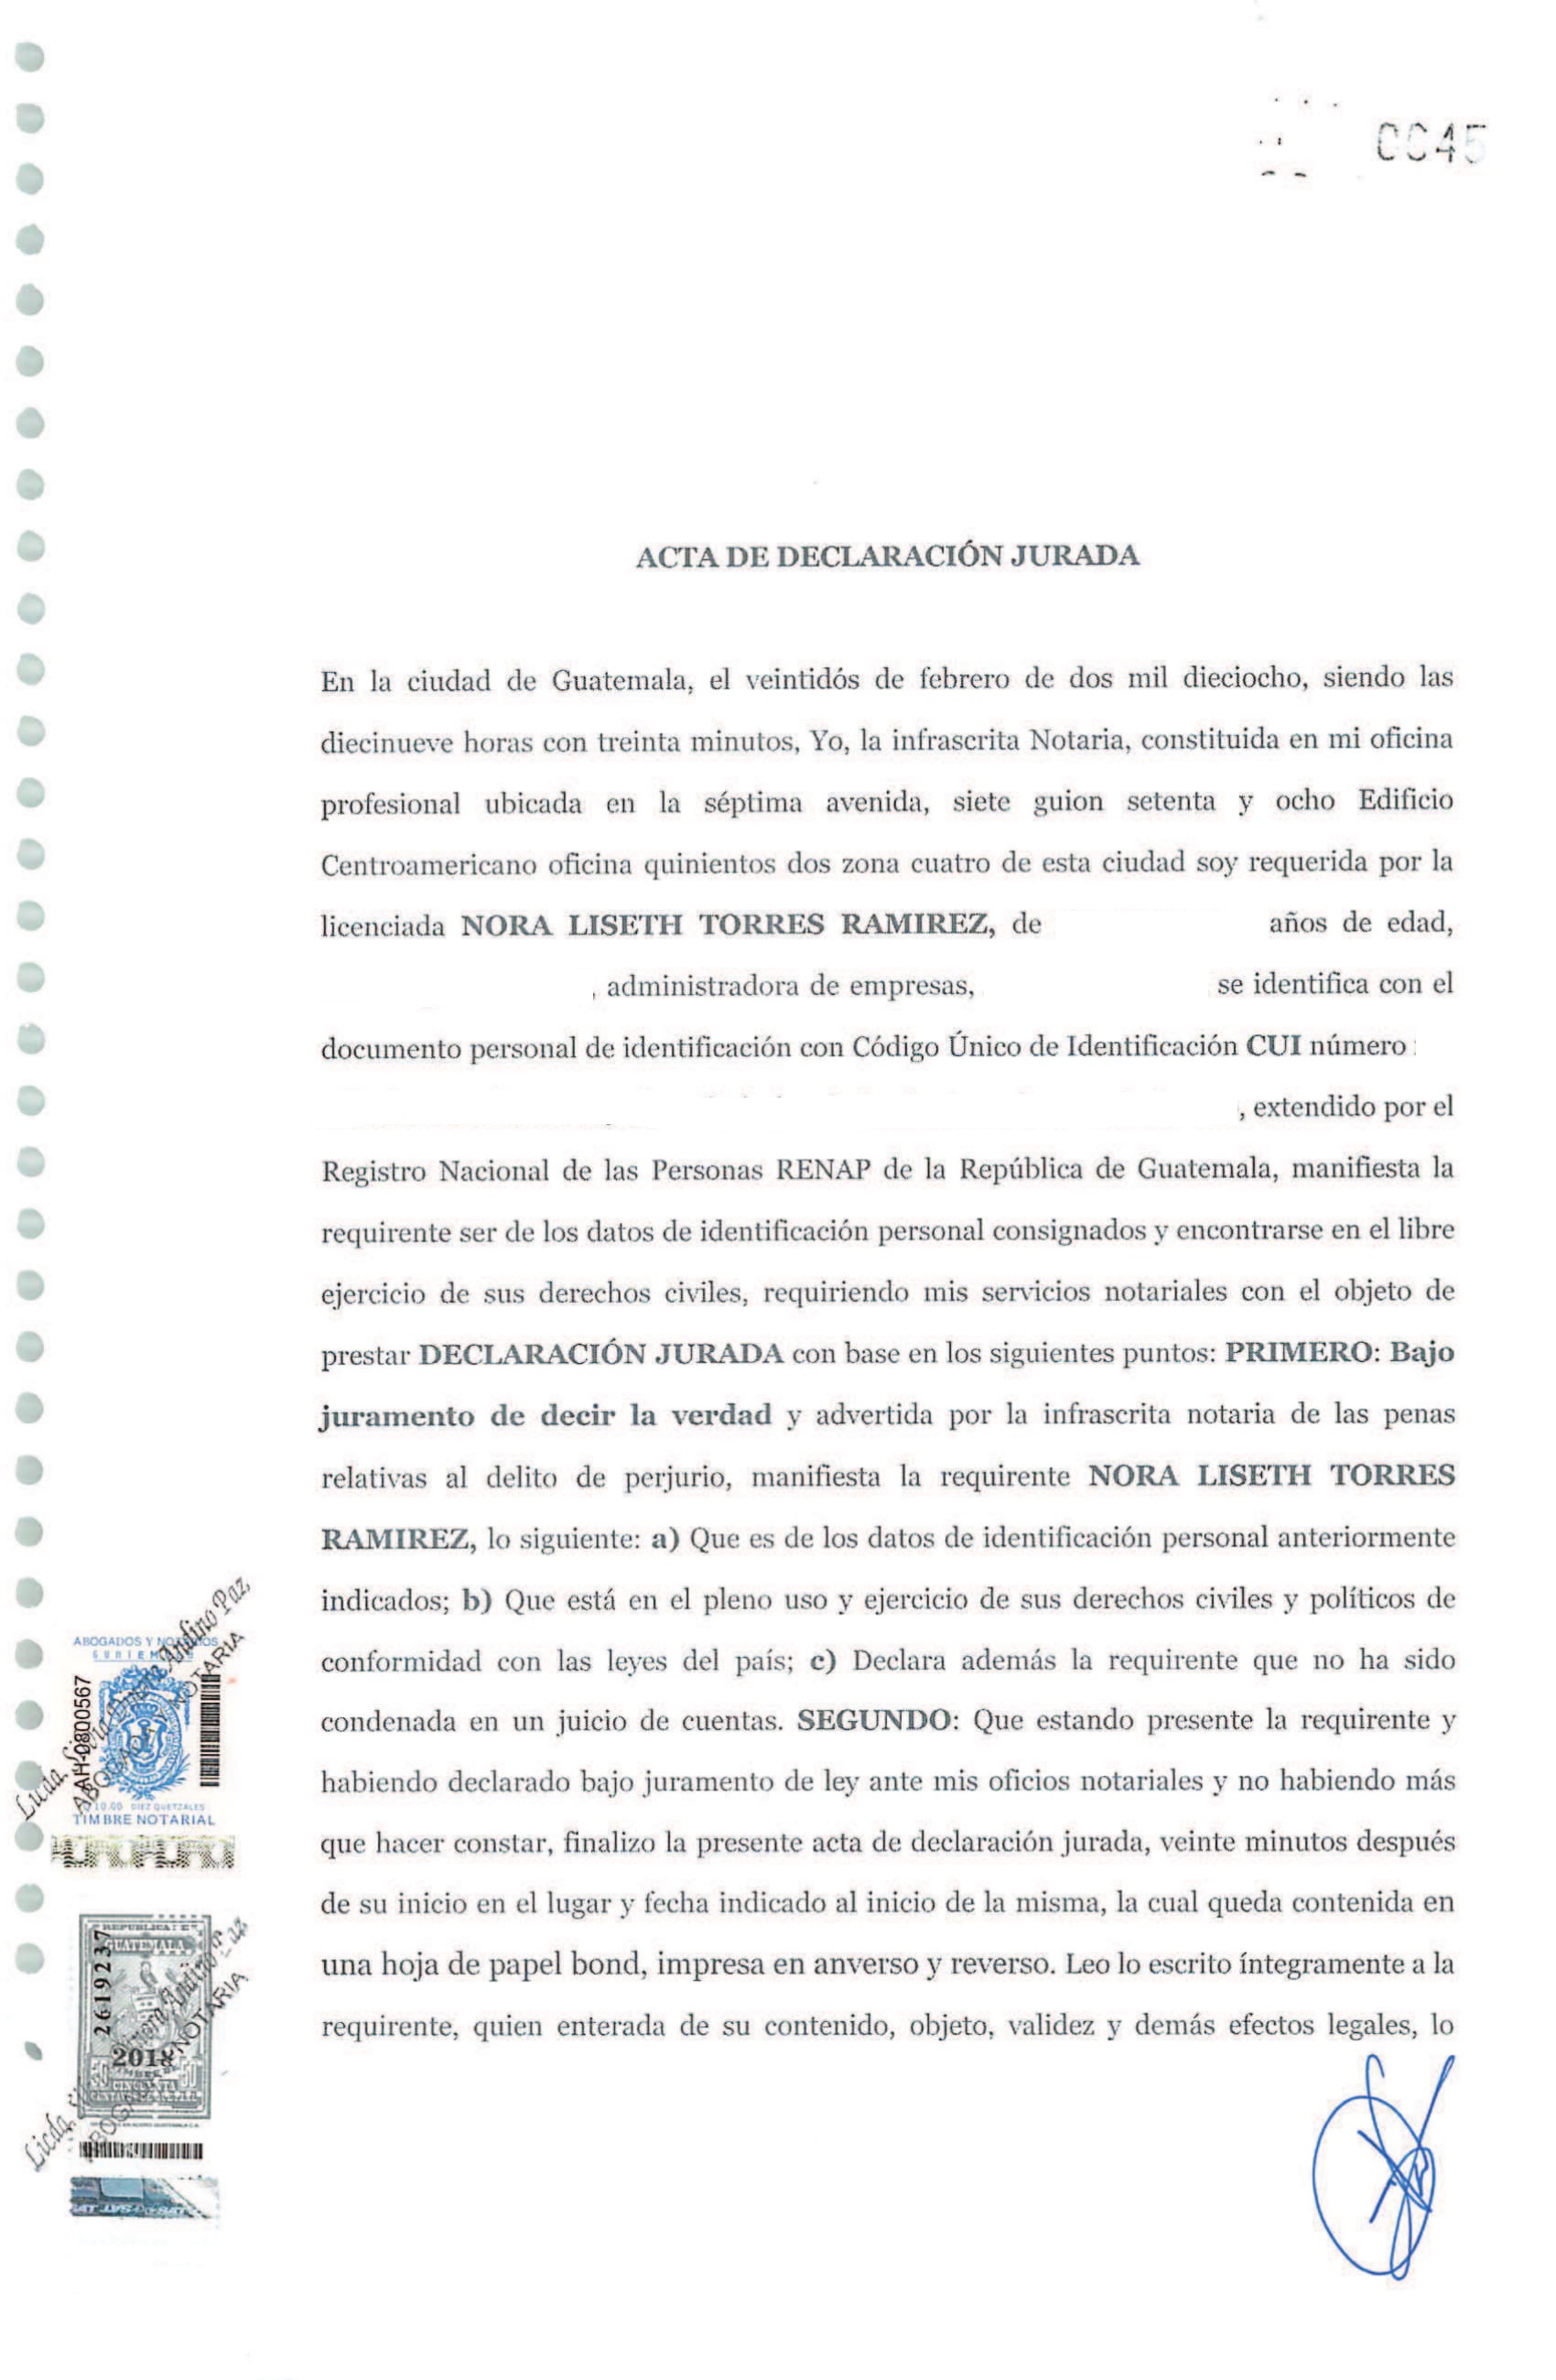 0045
ACTA DE DECLARACIÓN JURADA
En la ciudad de Guatemala, el veintidós de febrero de dos mil dieciocho, siendo las
diecinueve horas con treinta minutos, Yo, la infrascrita Notaria, constituida en mi oficina
profesional ubicada en la séptima avenida, siete guion setenta y ocho Edificio
Centroamericano oficina quinientos dos zona cuatro de esta ciudad soy requerida por la
licenciada NORA LISETH TORRES RAMIREZ, de años de edad,
, administradora de empresas, se identifica con el
documento personal de identificación con Código Único de Identificación CUI número
, extendido por el
Registro Nacional de las Personas RENAP de la República de Guatemala, manifiesta la
requirente ser de los datos de identificación personal consignados y encontrarse en el libre
ejercicio de sus derechos civiles, requiriendo mis servicios notariales con el objeto de
prestar DECLARACIÓN JURADA con base en los siguientes puntos: PRIMERO: Bajo
juramento de decir la verdad y advertida por la infrascrita notaria de las penas
relativas al delito de perjurio, manifiesta la requirente NORA LISETH TORRES
RAMIREZ, lo siguiente: a) Que es de los datos de identificación personal anteriormente
indicados; b) Que está en el pleno uso y ejercicio de sus derechos civiles y políticos de
conformidad con las leyes del país; c) Declara además la requirente que no ha sido
condenada en un juicio de cuentas. SEGUNDO: Que estando presente la requirente y
habiendo declarado bajo juramento de ley ante mis oficios notariales y no habiendo más
que hacer constar, finalizo la presente acta de declaración jurada, veinte minutos después
de su inicio en el lugar y fecha indicado al inicio de la misma, la cual queda contenida en
una hoja de papel bond, impresa en anverso y reverso. Leo lo escrito íntegramente a la
requirente, quien enterada de su contenido, objeto, validez y demás efectos legales, lo
ABOGADOS Y
AH-0800567
10.00 DIEZ QUETZALES
TIMBRE NOTARIAL
Andino Paz
ABOGADA Y NOTARIA
REPUBLICA DE
GUATEMALA
2619237
201
50 CINCUENTA 50
Licda.
NOTARIA